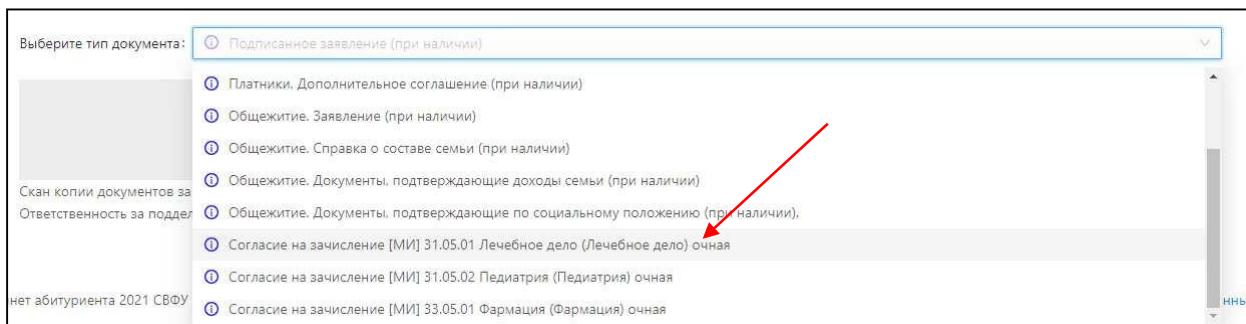 Выберите тип документа: Подписанное заявление (при наличии)
Платники. Дополнительное соглашение (при наличии)
Общежитие. Заявление (при наличии)
Общежитие. Справка о составе семьи (при наличии)
Общежитие. Документы, подтверждающие доходы семьи (при наличии)
Скан копии документов за
Ответственность за поддел
Общежитие. Документы, подтверждающие по социальному положению (при наличии).
Согласие на зачисление [МИ] 31.05.01 Лечебное дело (Лечебное дело) очная
Согласие на зачисление [МИ] 31.05.02 Педиатрия (Педиатрия) очная
нет абитуриента 2021 СВФУ
Согласие на зачисление [МИ] 33.05.01 Фармация (Фармация) очная